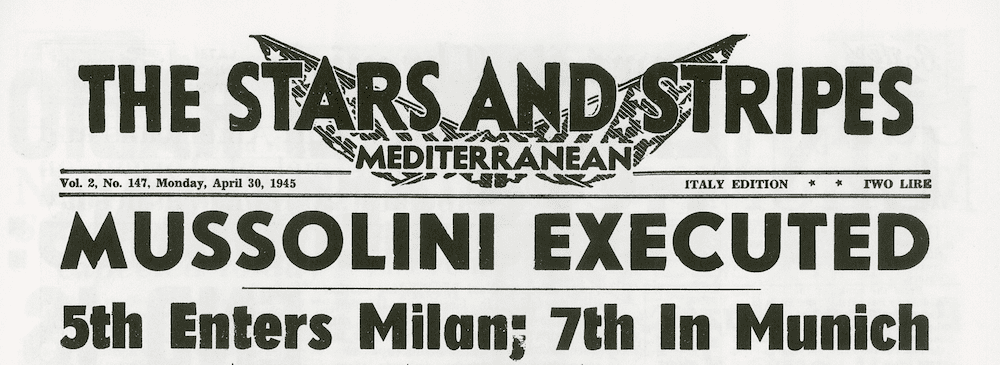 THE STARS AND STRIPES
MEDITERRANEAN
Vol. 2, No. 147, Monday, April 30, 1945
ITALY EDITION * * TWO LIRE
MUSSOLINI EXECUTED
5th Enters Milan; 7th In Munich